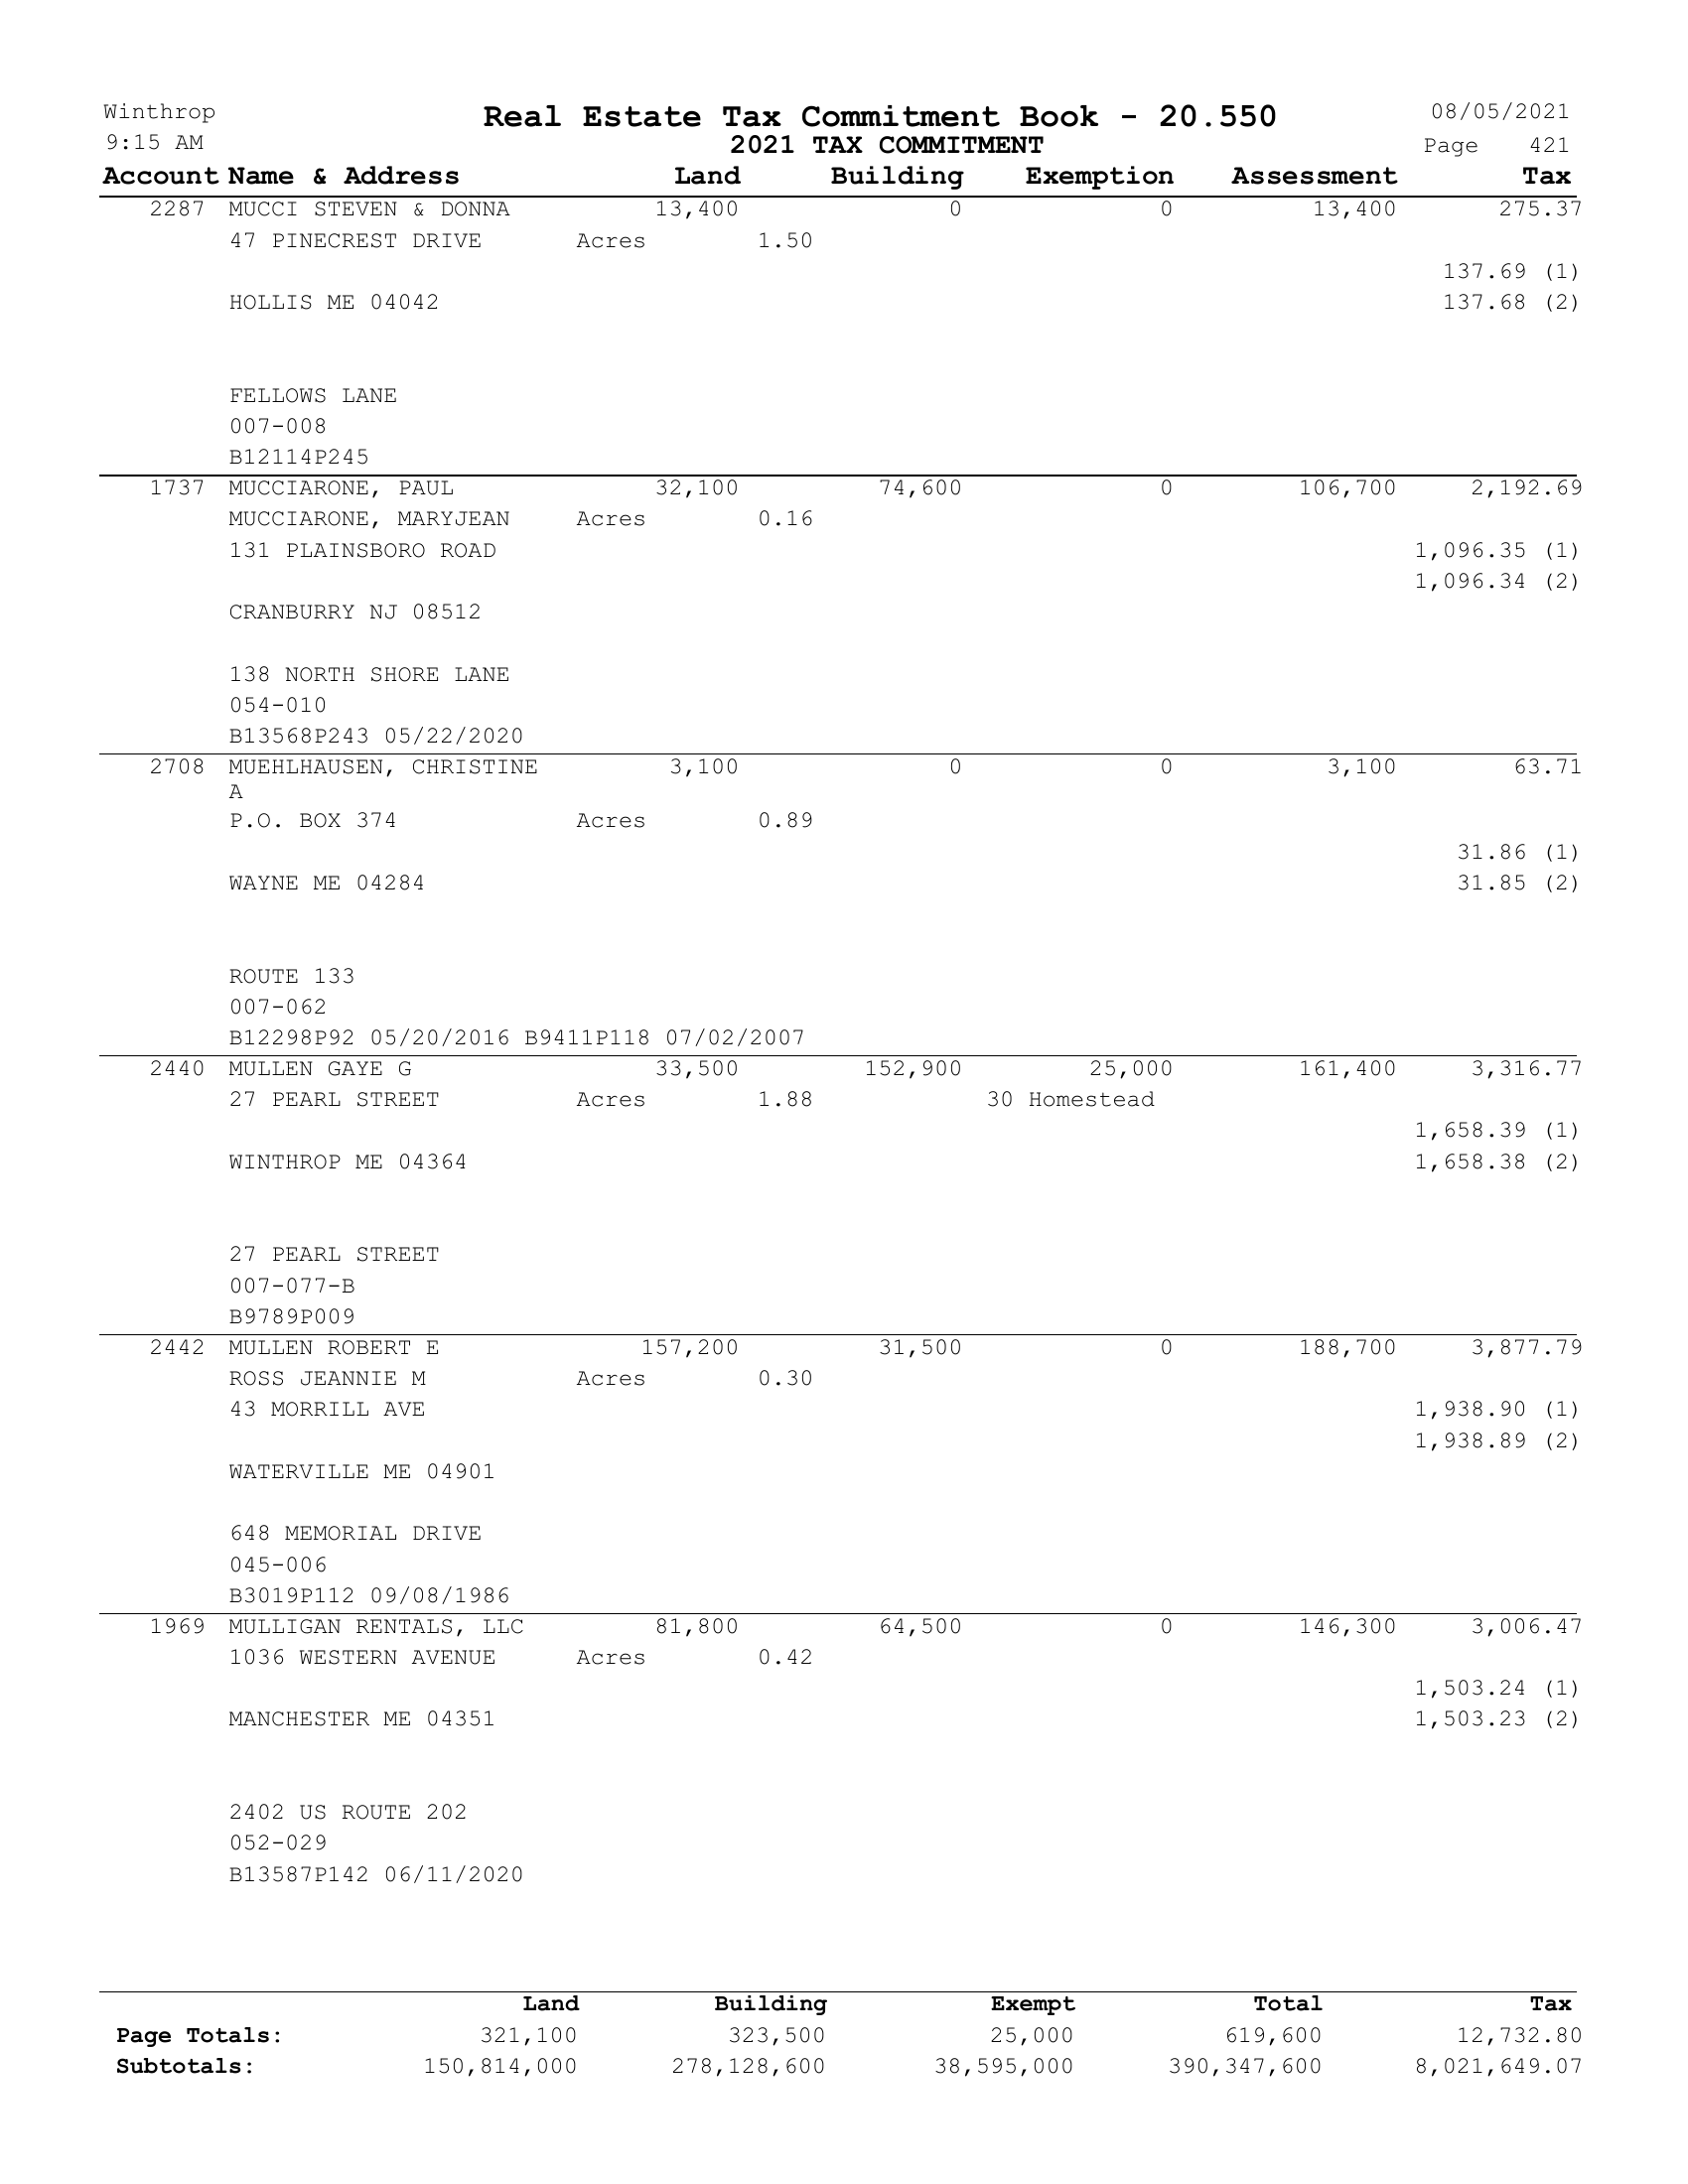 Winthrop Real Estate Tax Commitment Book - 20.550 08/05/2021
9:15 AM 2021 TAX COMMITMENT Page 421
Account Name & Address Land Building Exemption Assessment Tax
2287 MUCCI STEVEN & DONNA 13,400 0 0 13,400 275.37
47 PINECREST DRIVE Acres 1.50
137.69 (1)
HOLLIS ME 04042 137.68 (2)
FELLOWS LANE
007-008
B12114P245
1737 MUCCIARONE, PAUL 32,100 74,600 0 106,700 2,192.69
MUCCIARONE, MARYJEAN Acres 0.16
131 PLAINSBORO ROAD 1,096.35 (1)
1,096.34 (2)
CRANBURRY NJ 08512
138 NORTH SHORE LANE
054-010
B13568P243 05/22/2020
2708 MUEHLHAUSEN, CHRISTINE 3,100 0 0 3,100 63.71
A
P.O. BOX 374 Acres 0.89
31.86 (1)
WAYNE ME 04284 31.85 (2)
ROUTE 133
007-062
B12298P92 05/20/2016 B9411P118 07/02/2007
2440 MULLEN GAYE G 33,500 152,900 25,000 161,400 3,316.77
27 PEARL STREET Acres 1.88 30 Homestead
1,658.39 (1)
WINTHROP ME 04364 1,658.38 (2)
27 PEARL STREET
007-077-B
B9789P009
2442 MULLEN ROBERT E 157,200 31,500 0 188,700 3,877.79
ROSS JEANNIE M Acres 0.30
43 MORRILL AVE 1,938.90 (1)
1,938.89 (2)
WATERVILLE ME 04901
648 MEMORIAL DRIVE
045-006
B3019P112 09/08/1986
1969 MULLIGAN RENTALS, LLC 81,800 64,500 0 146,300 3,006.47
1036 WESTERN AVENUE Acres 0.42
1,503.24 (1)
MANCHESTER ME 04351 1,503.23 (2)
2402 US ROUTE 202
052-029
B13587P142 06/11/2020
Land Building Exempt Total Tax
Page Totals: 321,100 323,500 25,000 619,600 12,732.80
Subtotals: 150,814,000 278,128,600 38,595,000 390,347,600 8,021,649.07